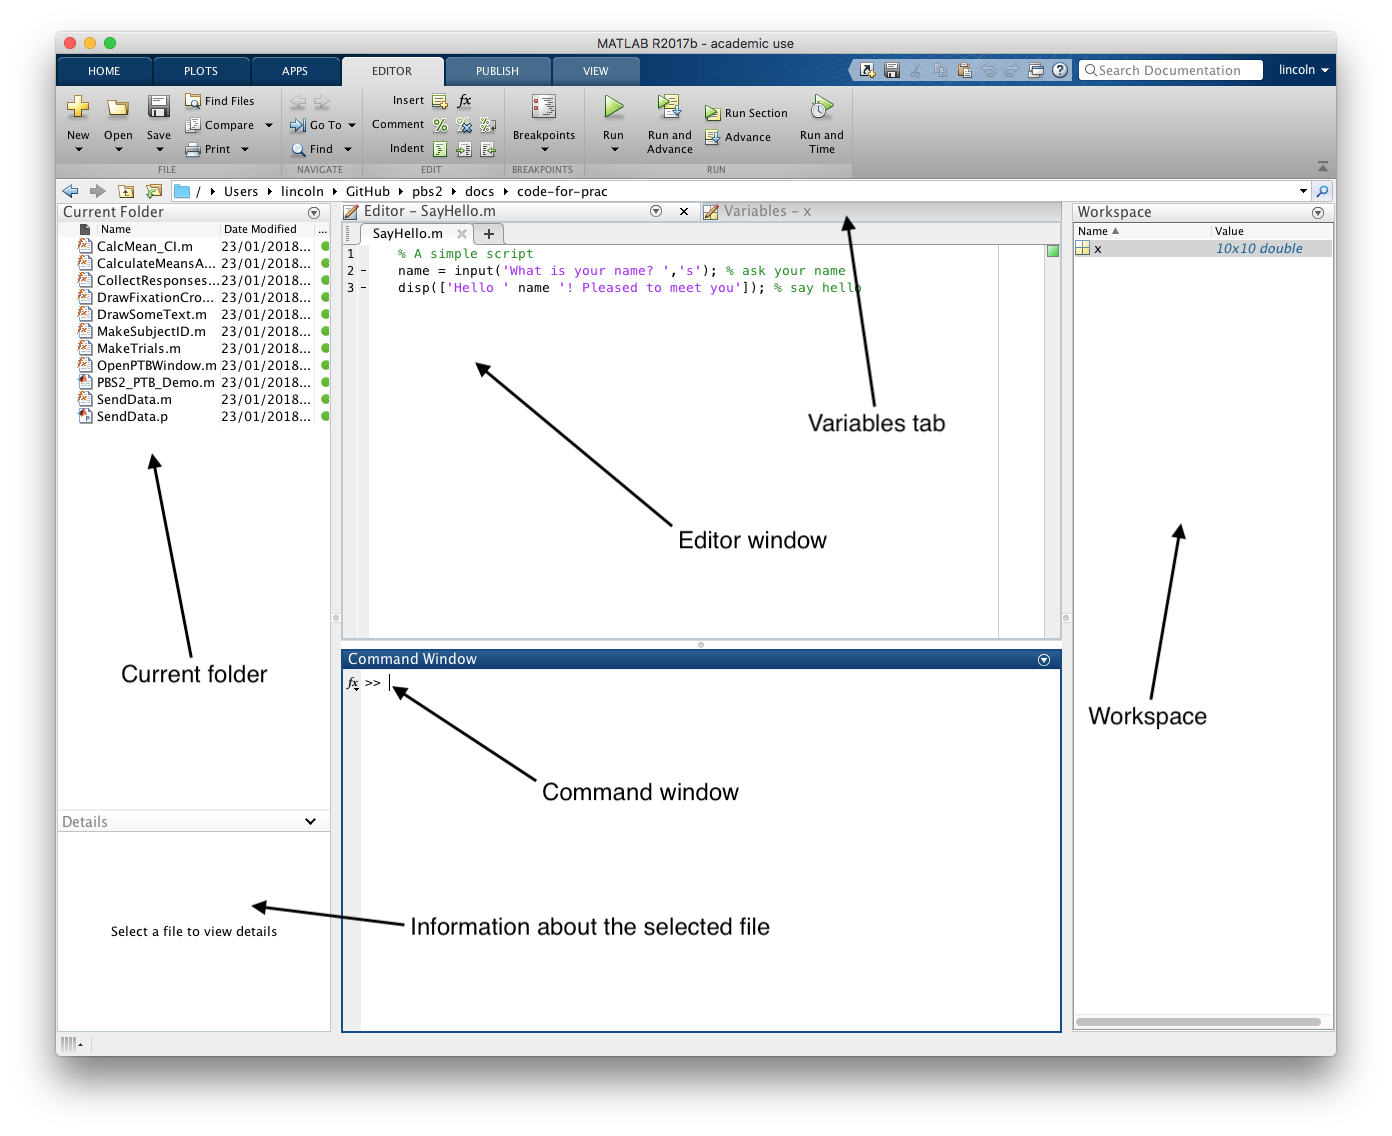 MATLAB R2017b - academic use
HOME PLOTS APPS EDITOR PUBLISH VIEW
Search Documentation
lincoln
New
Open
Save
Find Files
Compare
Print
FILE
Go To
Find
NAVIGATE
Insert fx
Comment
Indent
EDIT
Breakpoints
BREAKPOINTS
Run
Run and
Advance
Run Section
Advance
Run and
Time
RUN
/ Users lincoln GitHub pbs2 docs code-for-prac
Current Folder
Name Date Modified ...
CalcMean_CI.m 23/01/2018...
CalculateMeansA... 23/01/2018...
CollectResponses... 23/01/2018...
DrawFixationCro... 23/01/2018...
DrawSomeText.m 23/01/2018...
MakeSubjectID.m 23/01/2018...
MakeTrials.m 23/01/2018...
OpenPTBWindow.m 23/01/2018...
PBS2_PTB_Demo.m 23/01/2018...
SendData.m 23/01/2018...
SendData.p 23/01/2018...
Current folder
Details
Select a file to view details
Editor - SayHello.m
Variables - x
SayHello.m
1 % A simple script
2 - name = input('What is your name? ','s'); % ask your name
3 - disp(['Hello ' name '! Pleased to meet you']); % say hello
Variables tab
Editor window
Command Window
fx >>
Command window
Information about the selected file
Workspace
Name Value
x 10x10 double
Workspace